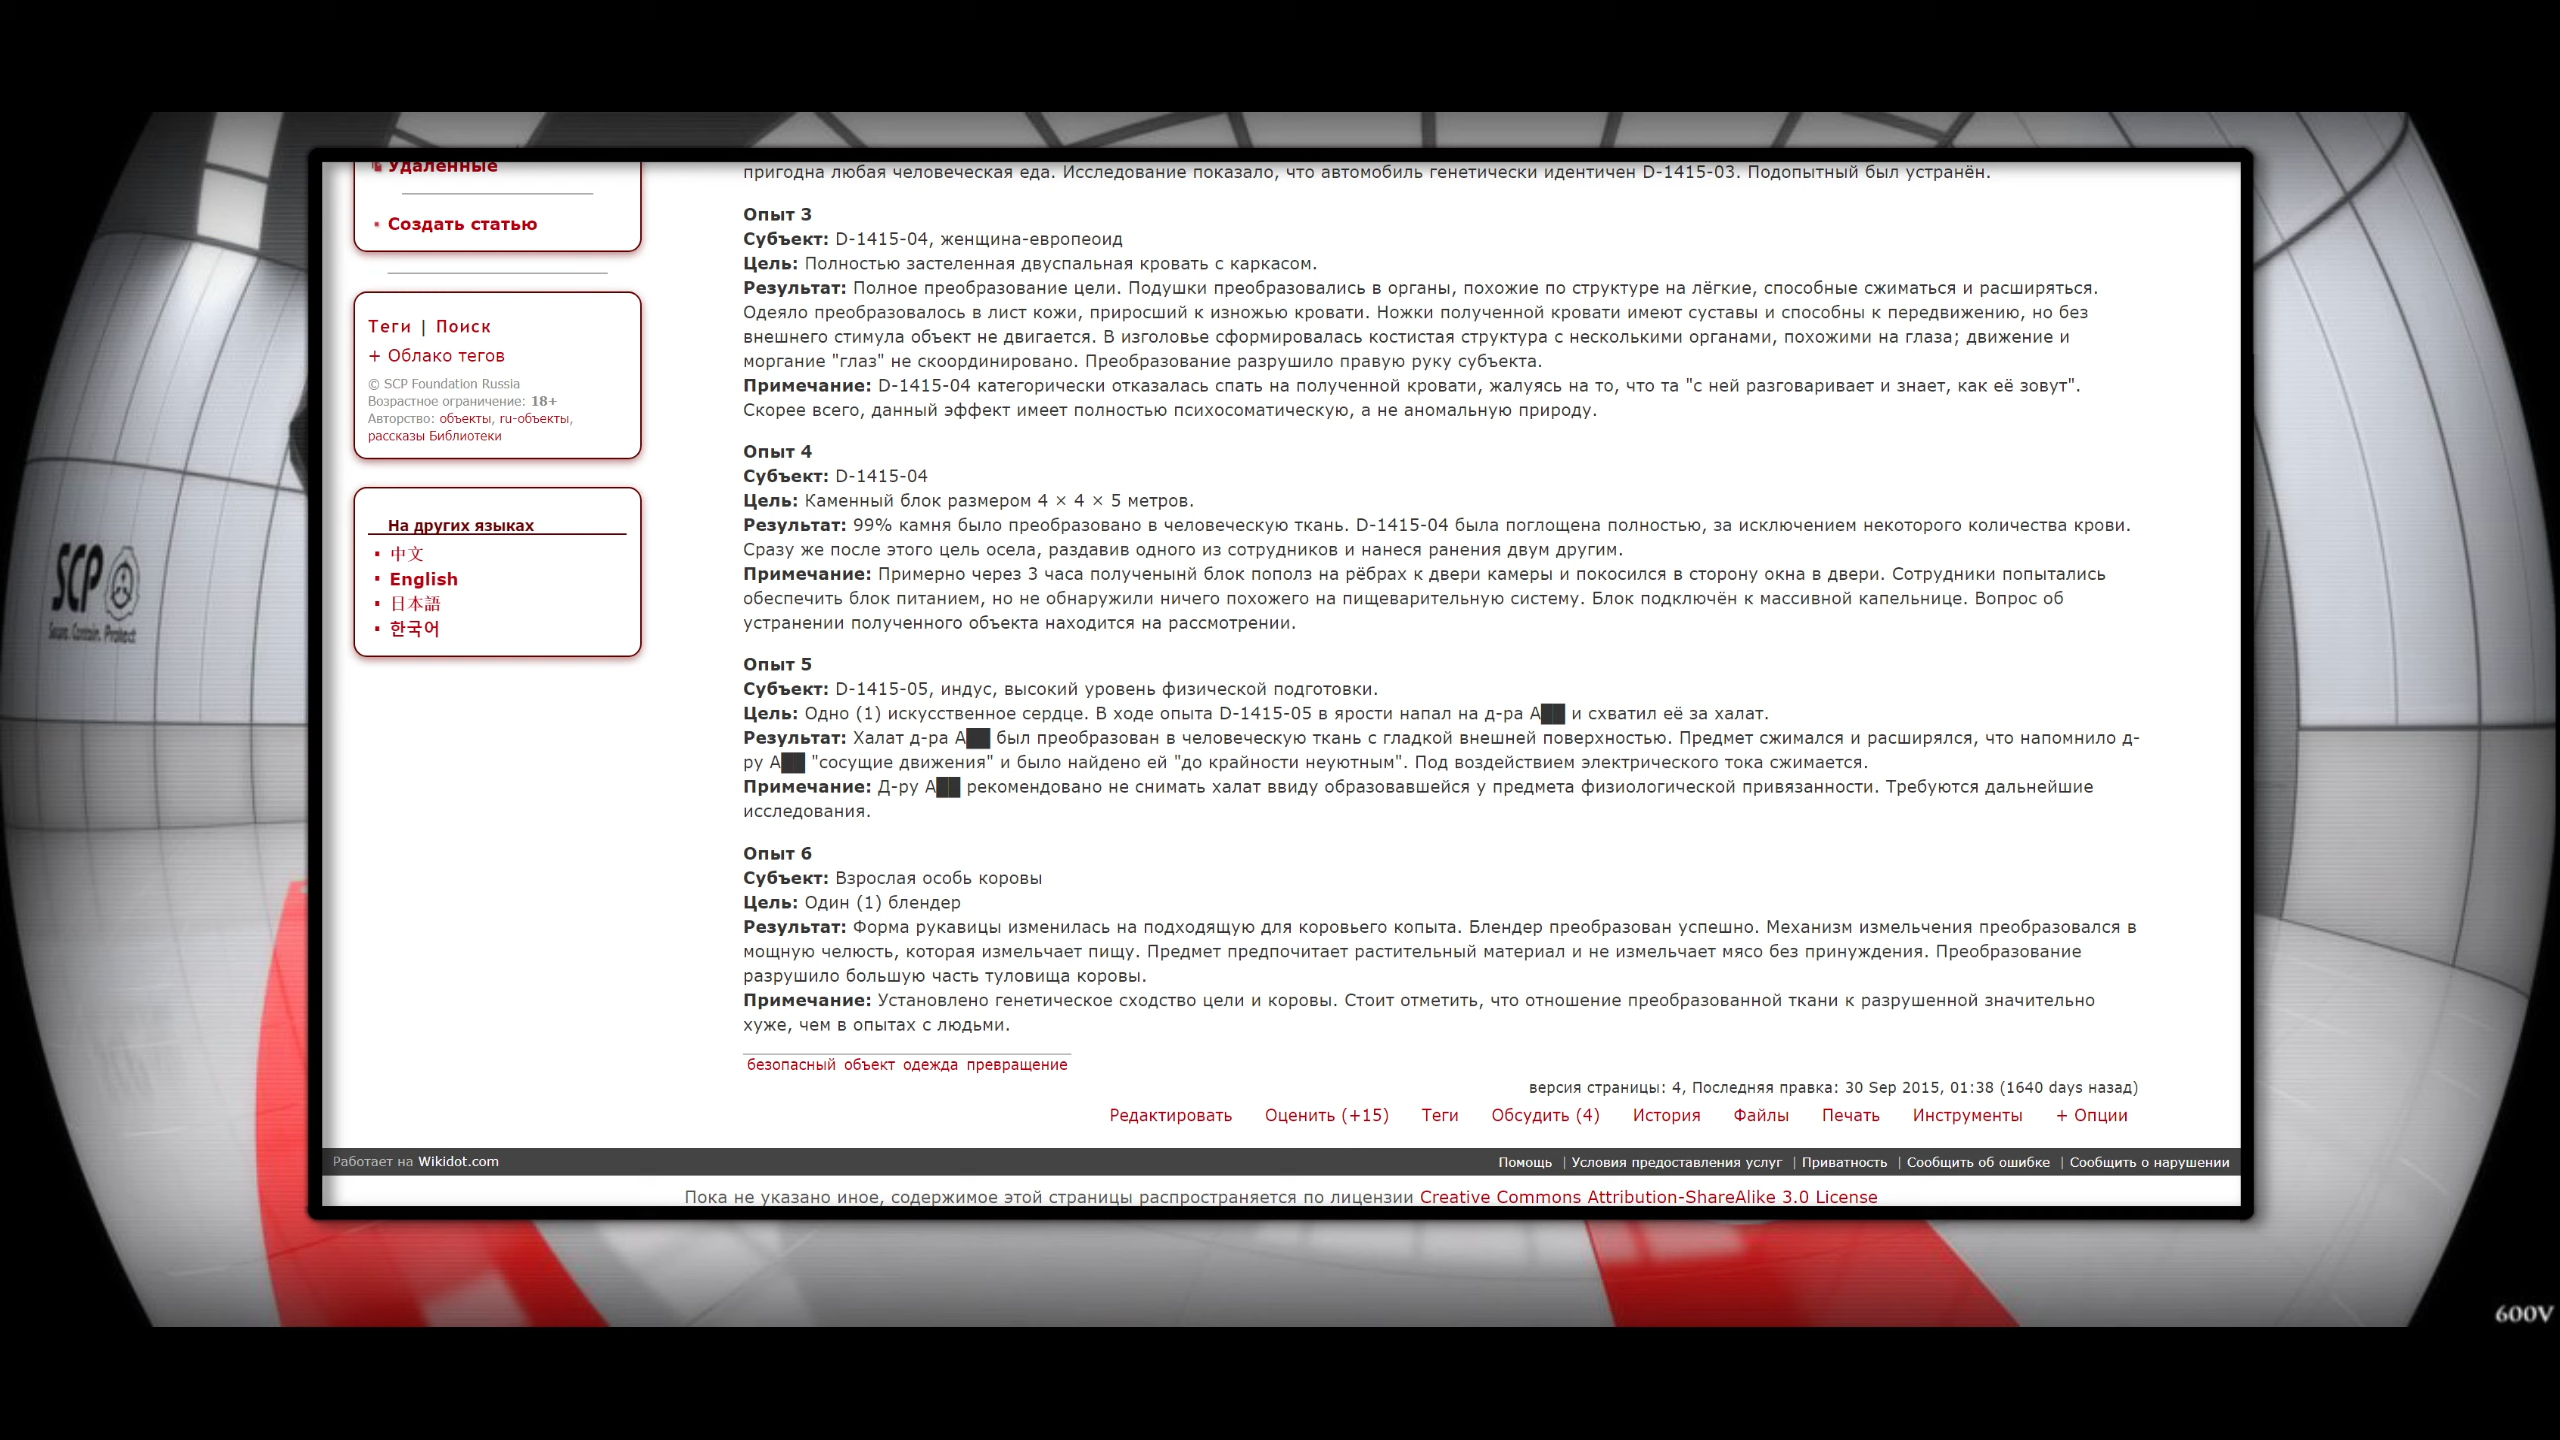 Удаленные
Создать статью
Теги | Поиск
+ Облако тегов
© SCP Foundation Russia
Возрастное ограничение: 18+
Авторство: объекты, ru-объекты,
рассказы Библиотеки
На других языках
中文
English
日本語
한국어
SCP
Secure. Contain. Protect
пригодна любая человеческая еда. Исследование показало, что автомобиль генетически идентичен D-1415-03. Подопытный был устранён.
Опыт 3
Субъект: D-1415-04, женщина-европеоид
Цель: Полностью застеленная двуспальная кровать с каркасом.
Результат: Полное преобразование цели. Подушки преобразовались в органы, похожие по структуре на лёгкие, способные сжиматься и расширяться.
Одеяло преобразовалось в лист кожи, приросший к изножью кровати. Ножки полученной кровати имеют суставы и способны к передвижению, но без
внешнего стимула объект не двигается. В изголовье сформировалась костистая структура с несколькими органами, похожими на глаза; движение и
моргание "глаз" не скоординировано. Преобразование разрушило правую руку субъекта.
Примечание: D-1415-04 категорически отказалась спать на полученной кровати, жалуясь на то, что та "с ней разговаривает и знает, как её зовут".
Скорее всего, данный эффект имеет полностью психосоматическую, а не аномальную природу.
Опыт 4
Субъект: D-1415-04
Цель: Каменный блок размером 4 × 4 × 5 метров.
Результат: 99% камня было преобразовано в человеческую ткань. D-1415-04 была поглощена полностью, за исключением некоторого количества крови.
Сразу же после этого цель осела, раздавив одного из сотрудников и нанеся ранения двум другим.
Примечание: Примерно через 3 часа полученынй блок пополз на рёбрах к двери камеры и покосился в сторону окна в двери. Сотрудники попытались
обеспечить блок питанием, но не обнаружили ничего похожего на пищеварительную систему. Блок подключён к массивной капельнице. Вопрос об
устранении полученного объекта находится на рассмотрении.
Опыт 5
Субъект: D-1415-05, индус, высокий уровень физической подготовки.
Цель: Одно (1) искусственное сердце. В ходе опыта D-1415-05 в ярости напал на д-ра А██ и схватил её за халат.
Результат: Халат д-ра А██ был преобразован в человеческую ткань с гладкой внешней поверхностью. Предмет сжимался и расширялся, что напомнило д-
ру А██ "сосущие движения" и было найдено ей "до крайности неуютным". Под воздействием электрического тока сжимается.
Примечание: Д-ру А██ рекомендовано не снимать халат ввиду образовавшейся у предмета физиологической привязанности. Требуются дальнейшие
исследования.
Опыт 6
Субъект: Взрослая особь коровы
Цель: Один (1) блендер
Результат: Форма рукавицы изменилась на подходящую для коровьего копыта. Блендер преобразован успешно. Механизм измельчения преобразовался в
мощную челюсть, которая измельчает пищу. Предмет предпочитает растительный материал и не измельчает мясо без принуждения. Преобразование
разрушило большую часть туловища коровы.
Примечание: Установлено генетическое сходство цели и коровы. Стоит отметить, что отношение преобразованной ткани к разрушенной значительно
хуже, чем в опытах с людьми.
безопасный объект одежда превращение
версия страницы: 4, Последняя правка: 30 Sep 2015, 01:38 (1640 days назад)
Редактировать Оценить (+15) Теги Обсудить (4) История Файлы Печать Инструменты + Опции
Работает на Wikidot.com
Помощь | Условия предоставления услуг | Приватность | Сообщить об ошибке | Сообщить о нарушении
Пока не указано иное, содержимое этой страницы распространяется по лицензии Creative Commons Attribution-ShareAlike 3.0 License
600V